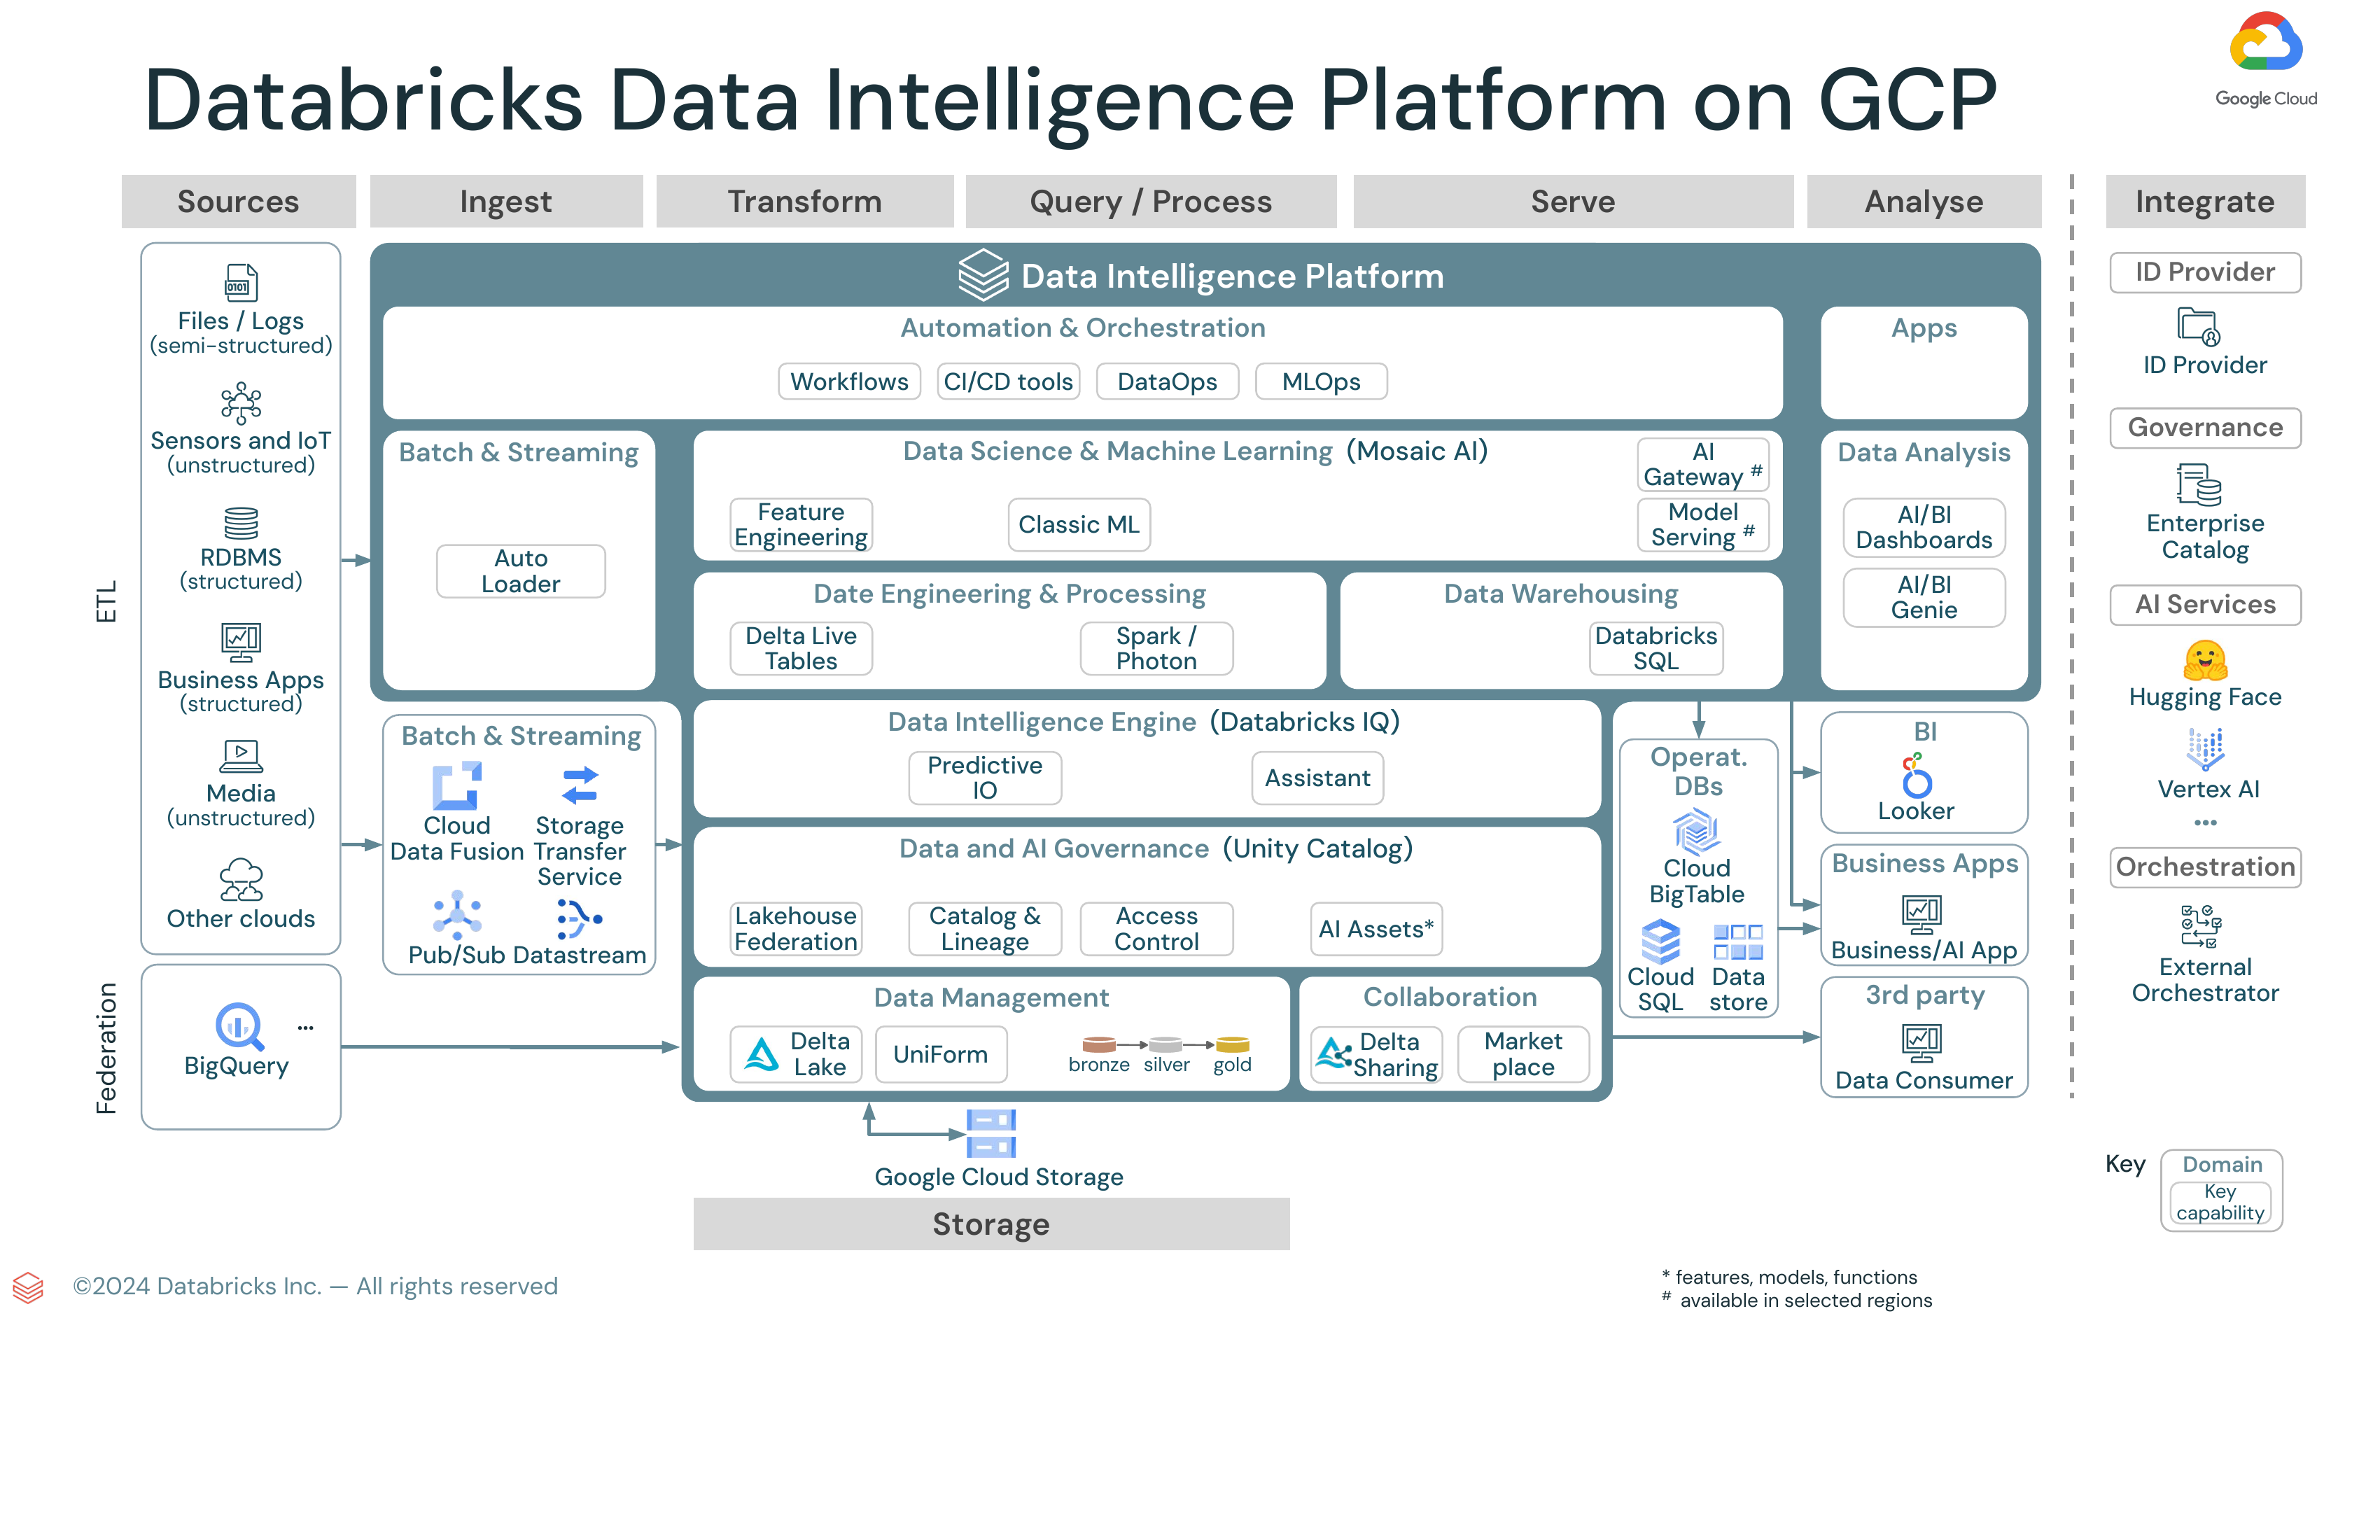 Databricks Data Intelligence Platform on GCP
Google Cloud
Sources
Ingest
Transform
Query / Process
Serve
Analyse
Integrate
ETL
0101
Files / Logs
(semi-structured)
Sensors and IoT
(unstructured)
RDBMS
(structured)
Business Apps
(structured)
Media
(unstructured)
Other clouds
Federation
...
BigQuery
Data Intelligence Platform
Automation & Orchestration
Workflows
CI/CD tools
DataOps
MLOps
Apps
Batch & Streaming
Auto
Loader
Data Science & Machine Learning (Mosaic AI)
Feature
Engineering
Classic ML
AI
Gateway #
Model
Serving #
Data Analysis
AI/BI
Dashboards
AI/BI
Genie
Date Engineering & Processing
Delta Live
Tables
Spark /
Photon
Data Warehousing
Databricks
SQL
Batch & Streaming
Cloud
Data Fusion
Storage
Transfer
Service
Pub/Sub
Datastream
Data Intelligence Engine (Databricks IQ)
Predictive
IO
Assistant
Data and AI Governance (Unity Catalog)
Lakehouse
Federation
Catalog &
Lineage
Access
Control
AI Assets*
Data Management
Delta
Lake
UniForm
bronze
silver
gold
Collaboration
Delta
Sharing
Market
place
Operat.
DBs
Cloud
BigTable
Cloud
SQL
Data
store
BI
Looker
Business Apps
Business/AI App
3rd party
Data Consumer
Google Cloud Storage
Storage
ID Provider
ID Provider
Governance
Enterprise
Catalog
AI Services
Hugging Face
Vertex AI
...
Orchestration
External
Orchestrator
Key
Domain
Key
capability
©2024 Databricks Inc. — All rights reserved
* features, models, functions
# available in selected regions